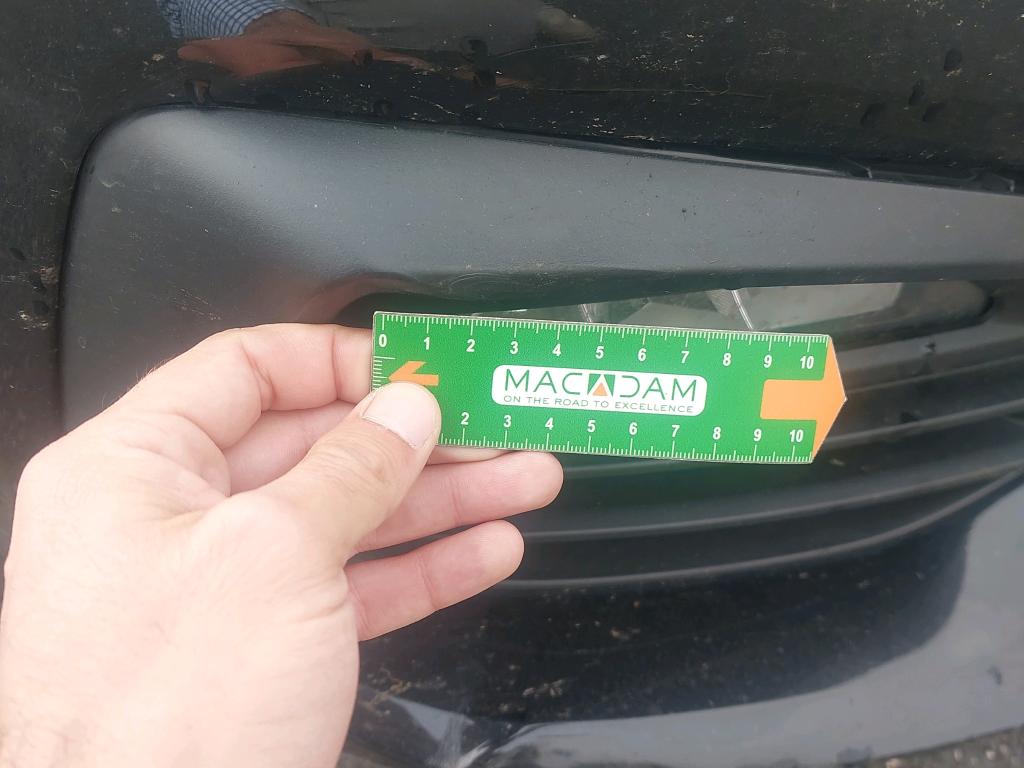 0 1 2 3 4 5 6 7 8 9 10
MACADAM
ON THE ROAD TO EXCELLENCE
2 3 4 5 6 7 8 9 10